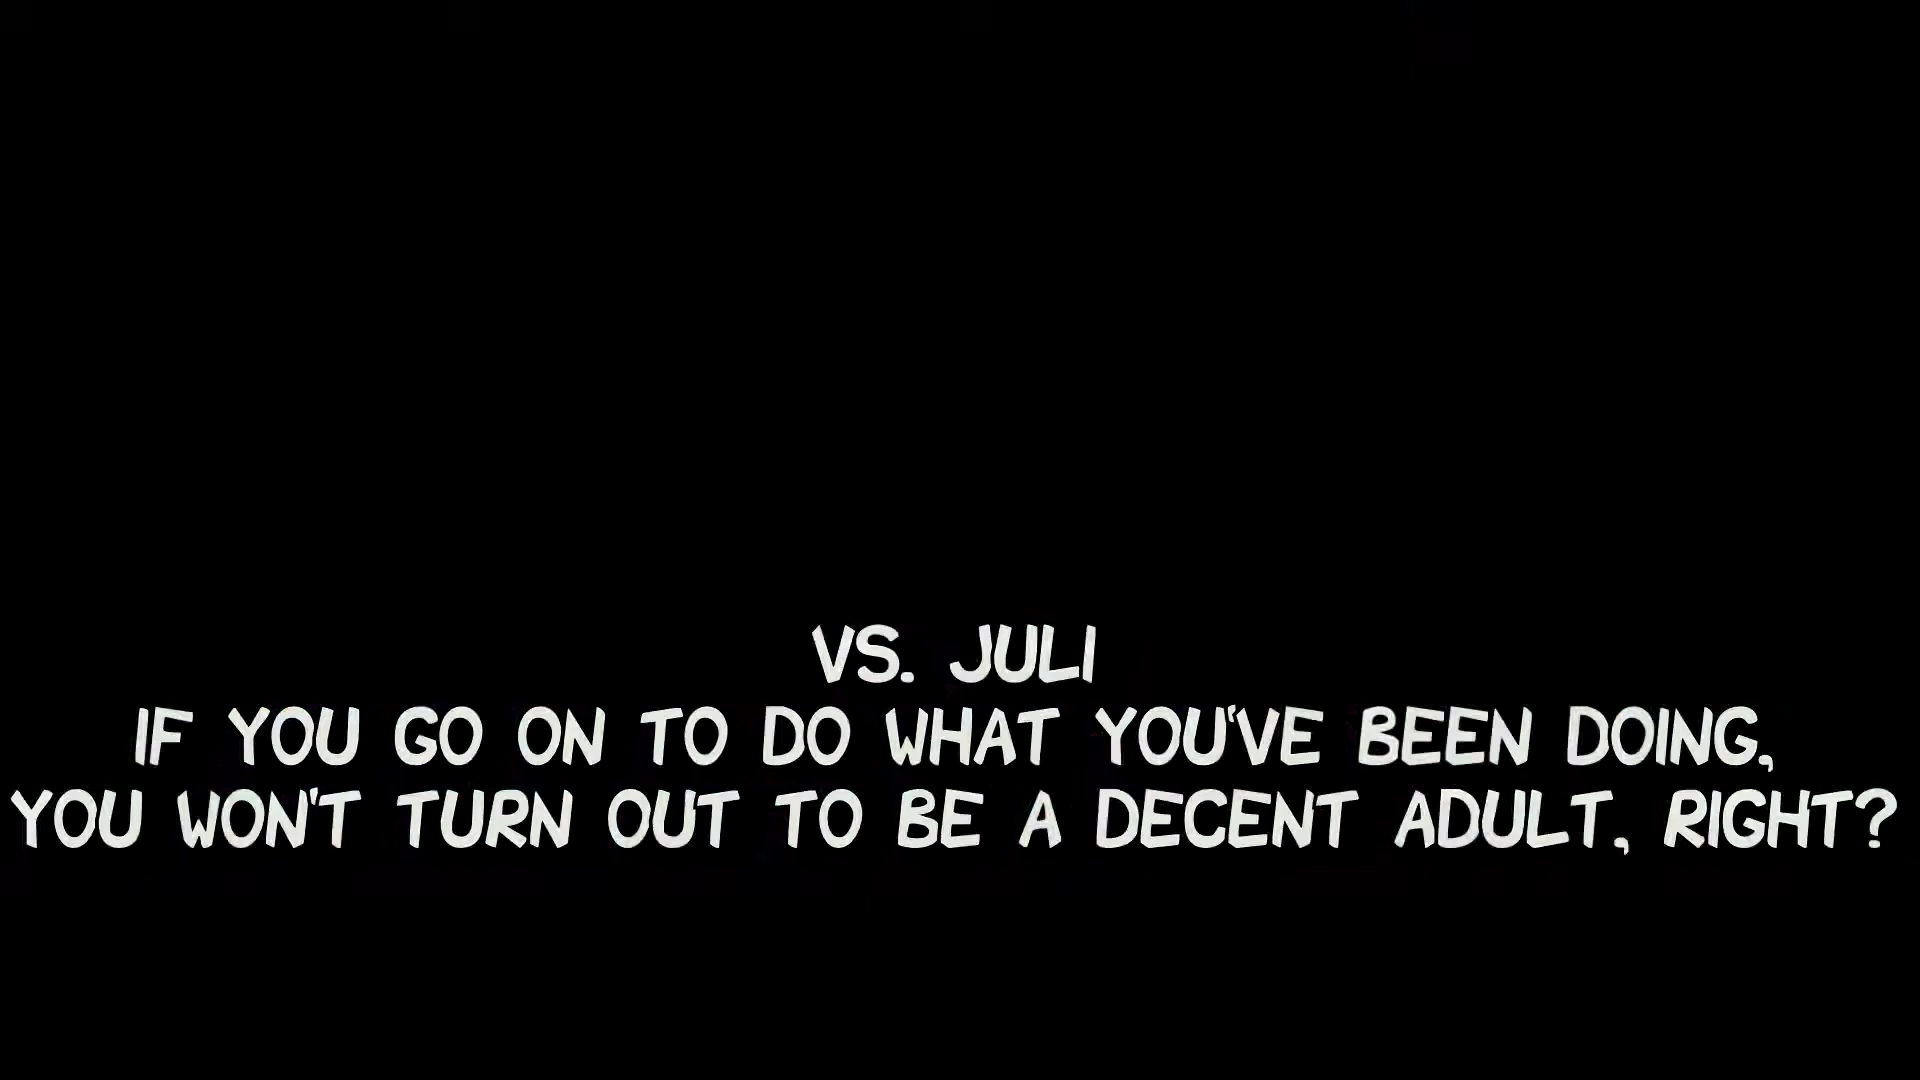 VS. JULI
IF YOU GO ON TO DO WHAT YOU'VE BEEN DOING,
YOU WON'T TURN OUT TO BE A DECENT ADULT, RIGHT?